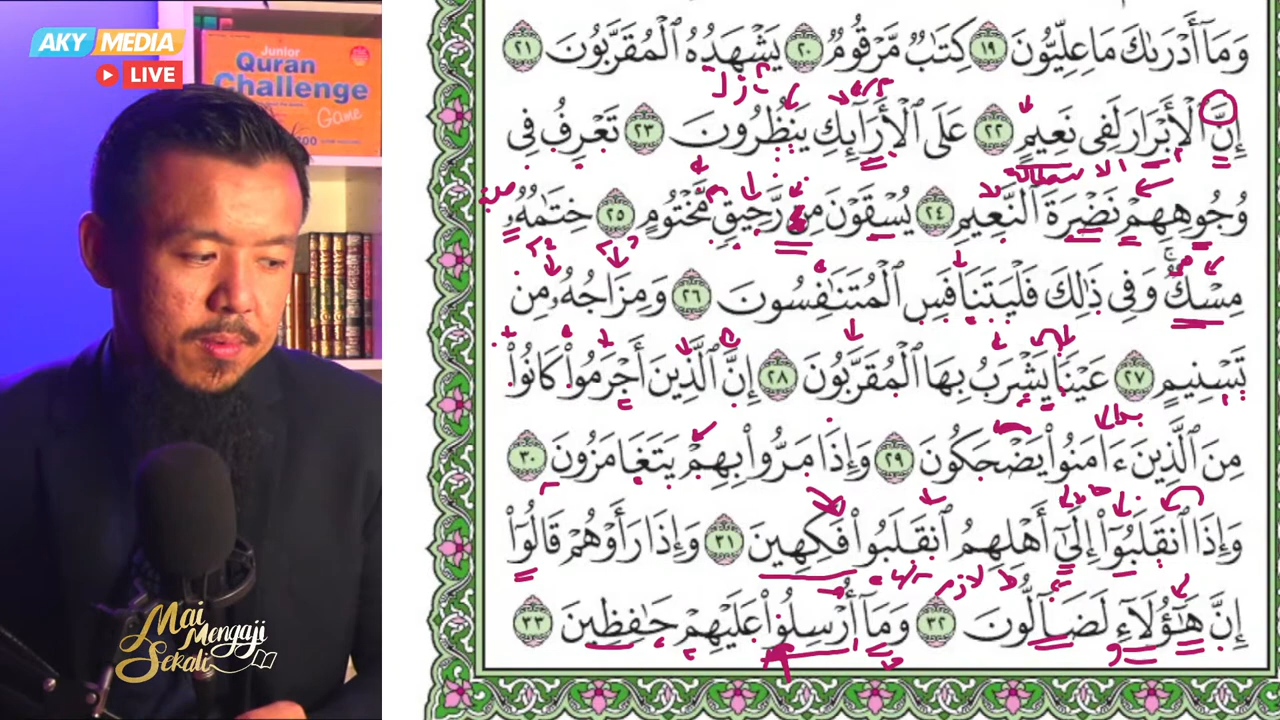 AKY MEDIA
LIVE
Junior
Quran
Challenge
Game
Mai
Mengaji
Sekali
وَمَآ أَدْرَىٰكَ مَا عِلِّيُّونَ ١٩ كِتَٰبٌ مَّرْقُومٌ ٢٠ يَشْهَدُهُ ٱلْمُقَرَّبُونَ ٢١
إِنَّ ٱلْأَبْرَارَ لَفِى نَعِيمٍ ٢٢ عَلَى ٱلْأَرَآئِكِ يَنظُرُونَ ٢٣ تَعْرِفُ فِى
وُجُوهِهِمْ نَضْرَةَ ٱلنَّعِيمِ ٢٤ يُسْقَوْنَ مِن رَّحِيقٍ مَّخْتُومٍ ٢٥ خِتَٰمُهُۥ
مِسْكٌ ۚ وَفِى ذَٰلِكَ فَلْيَتَنَافَسِ ٱلْمُتَنَٰفِسُونَ ٢٦ وَمِزَاجُهُۥ مِن
تَسْنِيمٍ ٢٧ عَيْنًا يَشْرَبُ بِهَا ٱلْمُقَرَّبُونَ ٢٨ إِنَّ ٱلَّذِينَ أَجْرَمُوا۟ كَانُوا۟
مِنَ ٱلَّذِينَ ءَامَنُوا۟ يَضْحَكُونَ ٢٩ وَإِذَا مَرُّوا۟ بِهِمْ يَتَغَامَزُونَ ٣٠
وَإِذَا ٱنقَلَبُوٓا۟ إِلَىٰٓ أَهْلِهِمُ ٱنقَلَبُوا۟ فَكِهِينَ ٣١ وَإِذَا رَأَوْهُمْ قَالُوٓا۟
إِنَّ هَٰٓؤُلَآءِ لَضَآلُّونَ ٣٢ وَمَآ أُرْسِلُوا۟ عَلَيْهِمْ حَٰفِظِينَ ٣٣